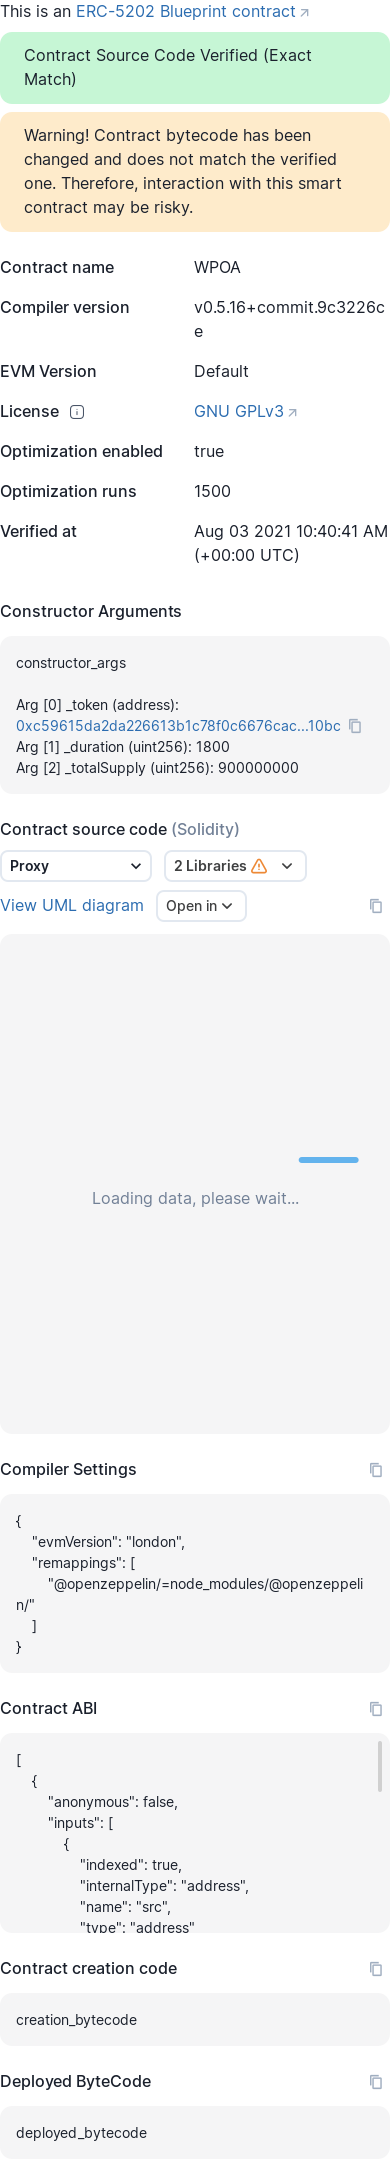 This is an ERC-5202 Blueprint contract
Contract Source Code Verified (Exact
Match)
Warning! Contract bytecode has been
changed and does not match the verified
one. Therefore, interaction with this smart
contract may be risky.
Contract name WPOA
Compiler version v0.5.16+commit.9c3226c
e
EVM Version Default
License GNU GPLv3
Optimization enabled true
Optimization runs 1500
Verified at Aug 03 2021 10:40:41 AM
(+00:00 UTC)
Constructor Arguments
constructor_args
Arg [0] _token (address):
0xc59615da2da226613b1c78f0c6676cac...10bc
Arg [1] _duration (uint256): 1800
Arg [2] _totalSupply (uint256): 900000000
Contract source code (Solidity)
Proxy 2 Libraries
View UML diagram Open in
Loading data, please wait...
Compiler Settings
{
"evmVersion": "london",
"remappings": [
"@openzeppelin/=node_modules/@openzeppeli
n/"
]
}
Contract ABI
[
{
"anonymous": false,
"inputs": [
{
"indexed": true,
"internalType": "address",
"name": "src",
"type": "address"
Contract creation code
creation_bytecode
Deployed ByteCode
deployed_bytecode